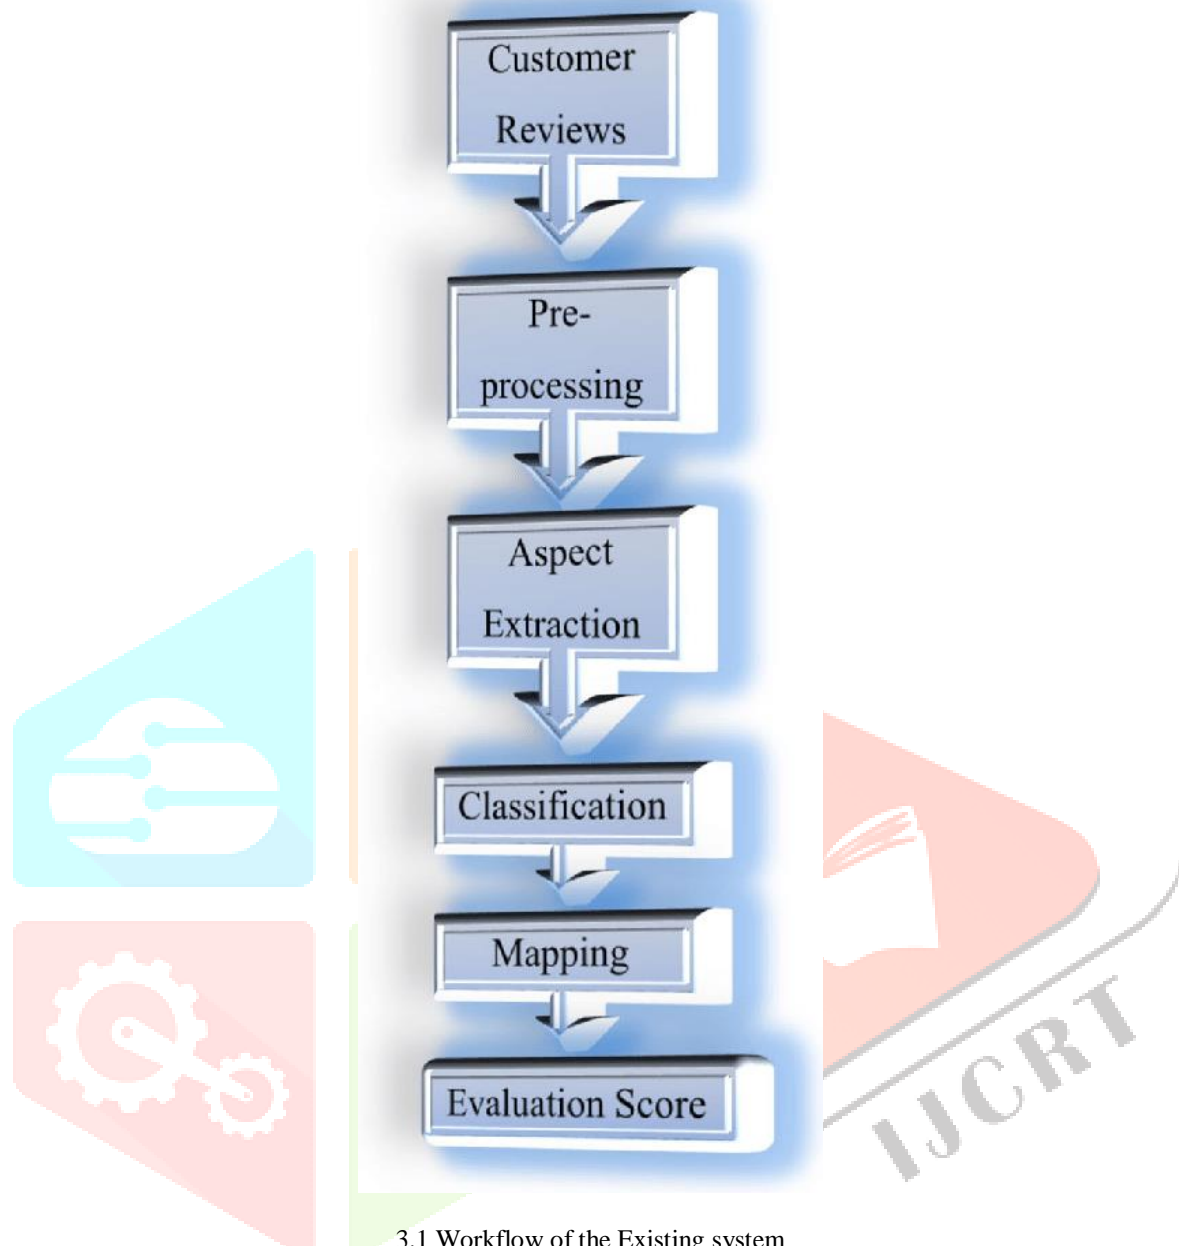 Customer
Reviews
Pre-
processing
Aspect
Extraction
Classification
Mapping
Evaluation Score
IJCRT
3.1 Workflow of the Existing system